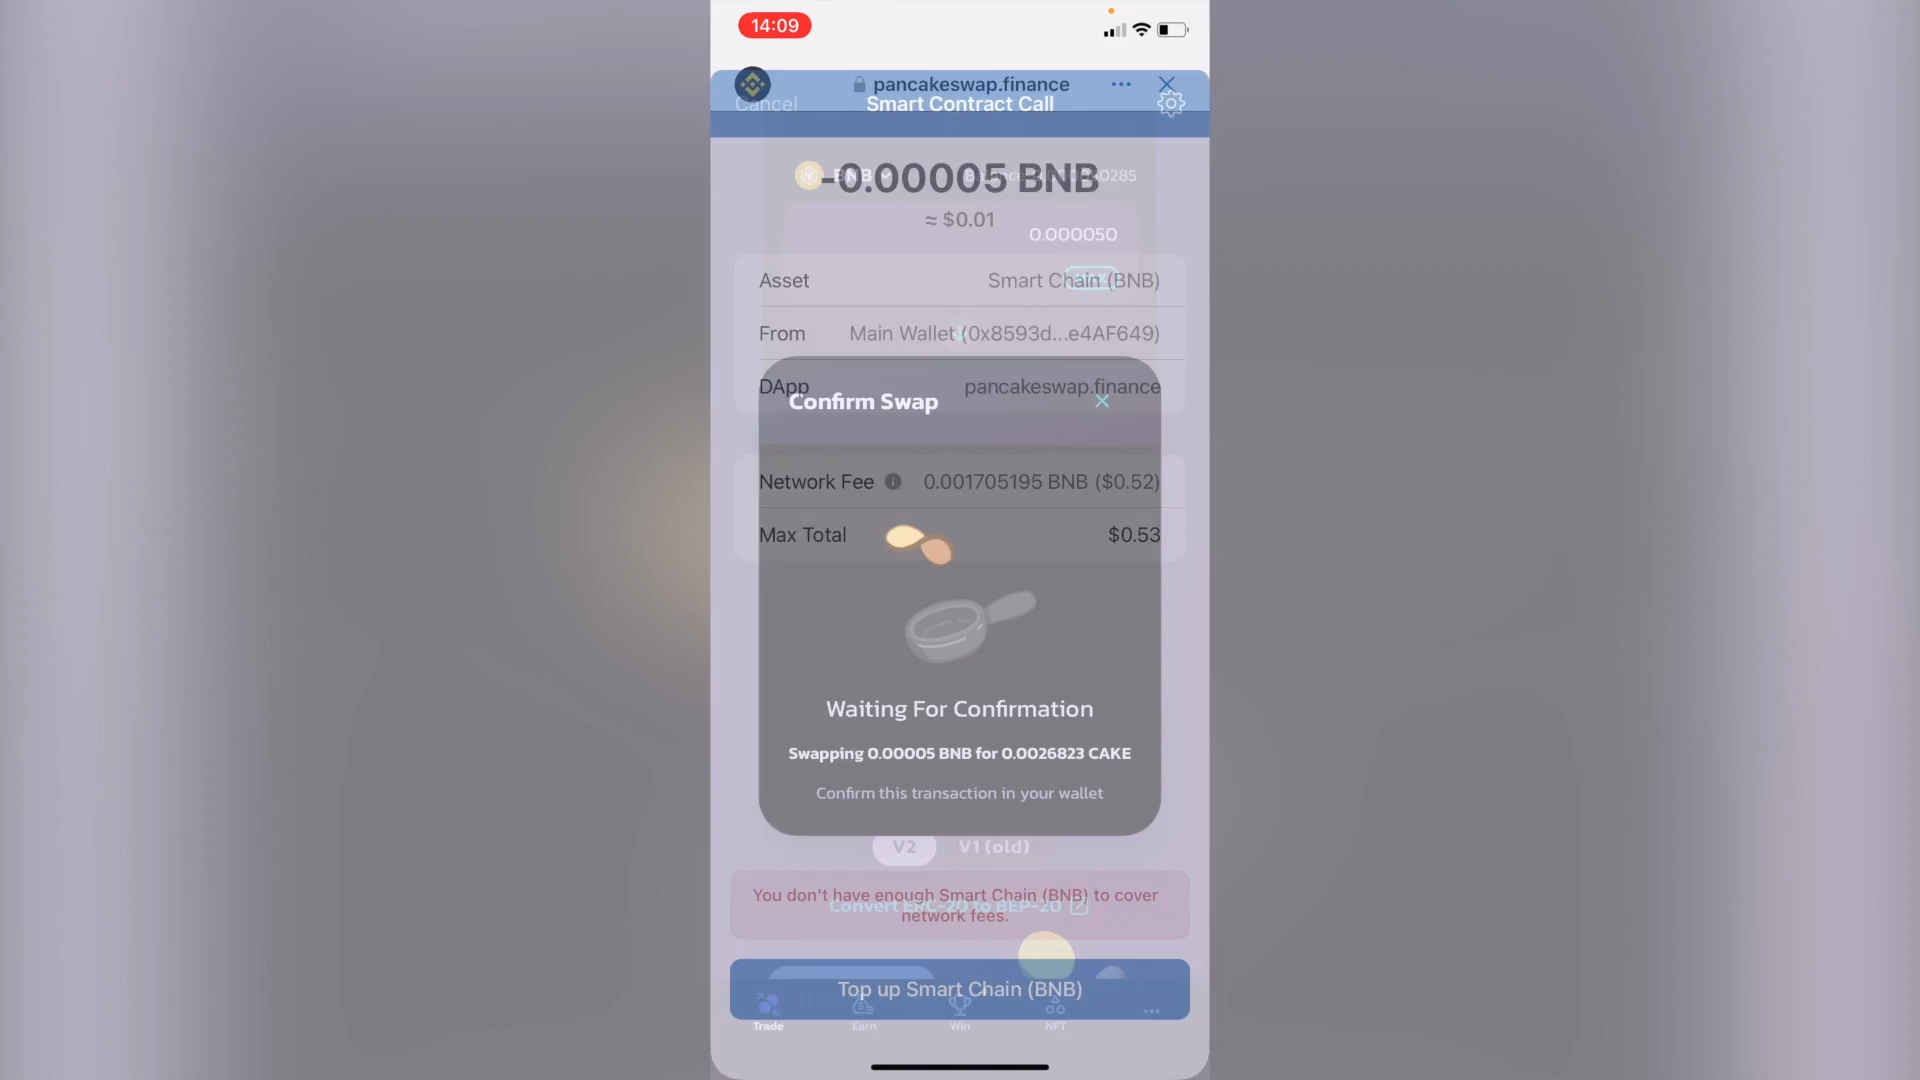 14:09
pancakeswap.finance
Cancel
Smart Contract Call
-0.00005 BNB
BNB
≈ $0.01
0.000050
Asset
Smart Chain (BNB)
From
Main Wallet (0x8593d...e4AF649)
DApp
pancakeswap.finance
Confirm Swap
Network Fee
0.001705195 BNB ($0.52)
Max Total
$0.53
Waiting For Confirmation
Swapping 0.00005 BNB for 0.0026823 CAKE
Confirm this transaction in your wallet
V2
V1 (old)
You don't have enough Smart Chain (BNB) to cover
network fees.
Convert ERC-20 to BEP-20
Top up Smart Chain (BNB)
Trade
Earn
Win
NFT